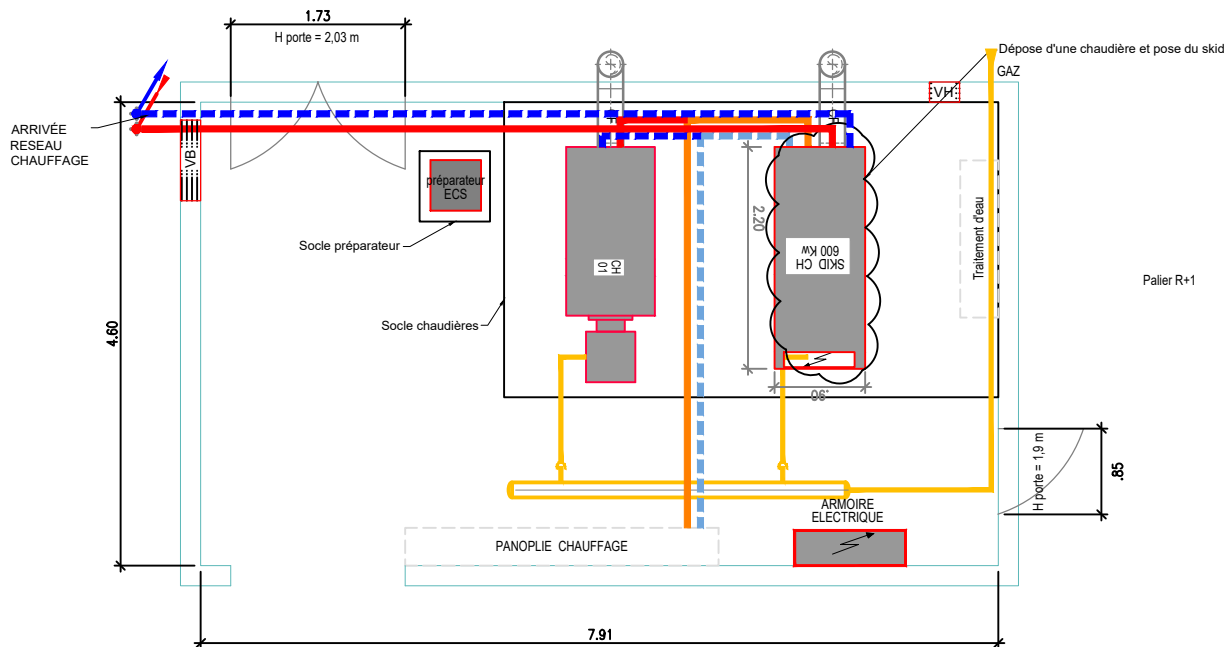 1.73
H porte = 2,03 m
Dépose d'une chaudière et pose du skid
GAZ
VH
ARRIVÉE
RESEAU
CHAUFFAGE
VB
préparateur
ECS
Socle préparateur
2.20
SKID CH
600 Kw
CH
01
Traitement d'eau
Palier R+1
Socle chaudières
4.60
.90
H porte = 1,9 m
.85
ARMOIRE
ELECTRIQUE
PANOPLIE CHAUFFAGE
7.91